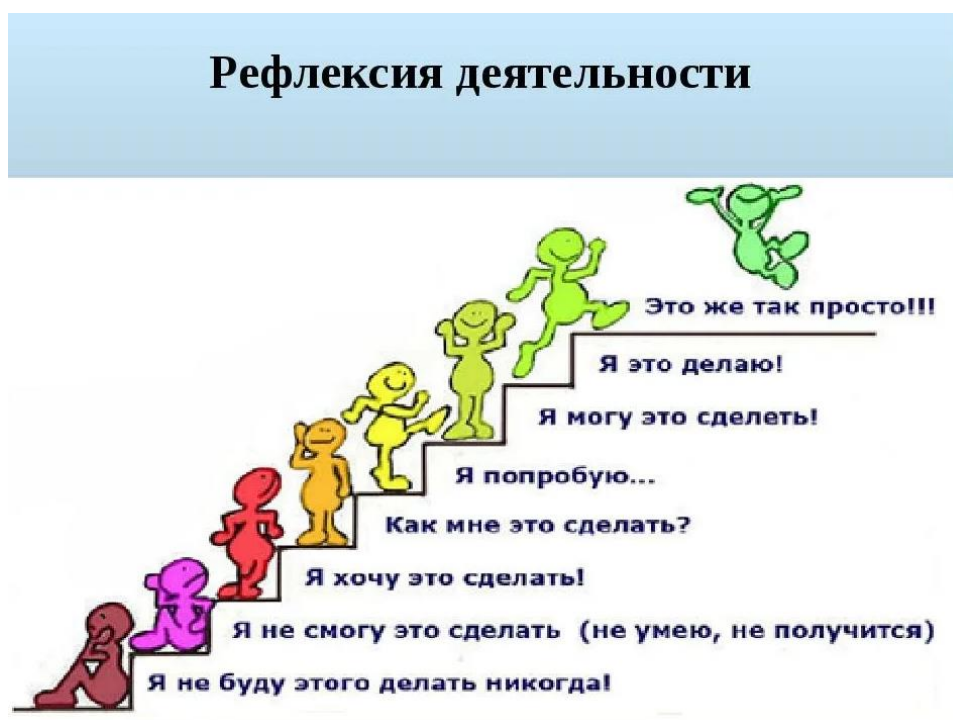 Рефлексия деятельности
Это же так просто!!!
Я это делаю!
Я могу это сделеть!
Я попробую...
Как мне это сделать?
Я хочу это сделать!
Я не смогу это сделать (не умею, не получится)
Я не буду этого делать никогда!